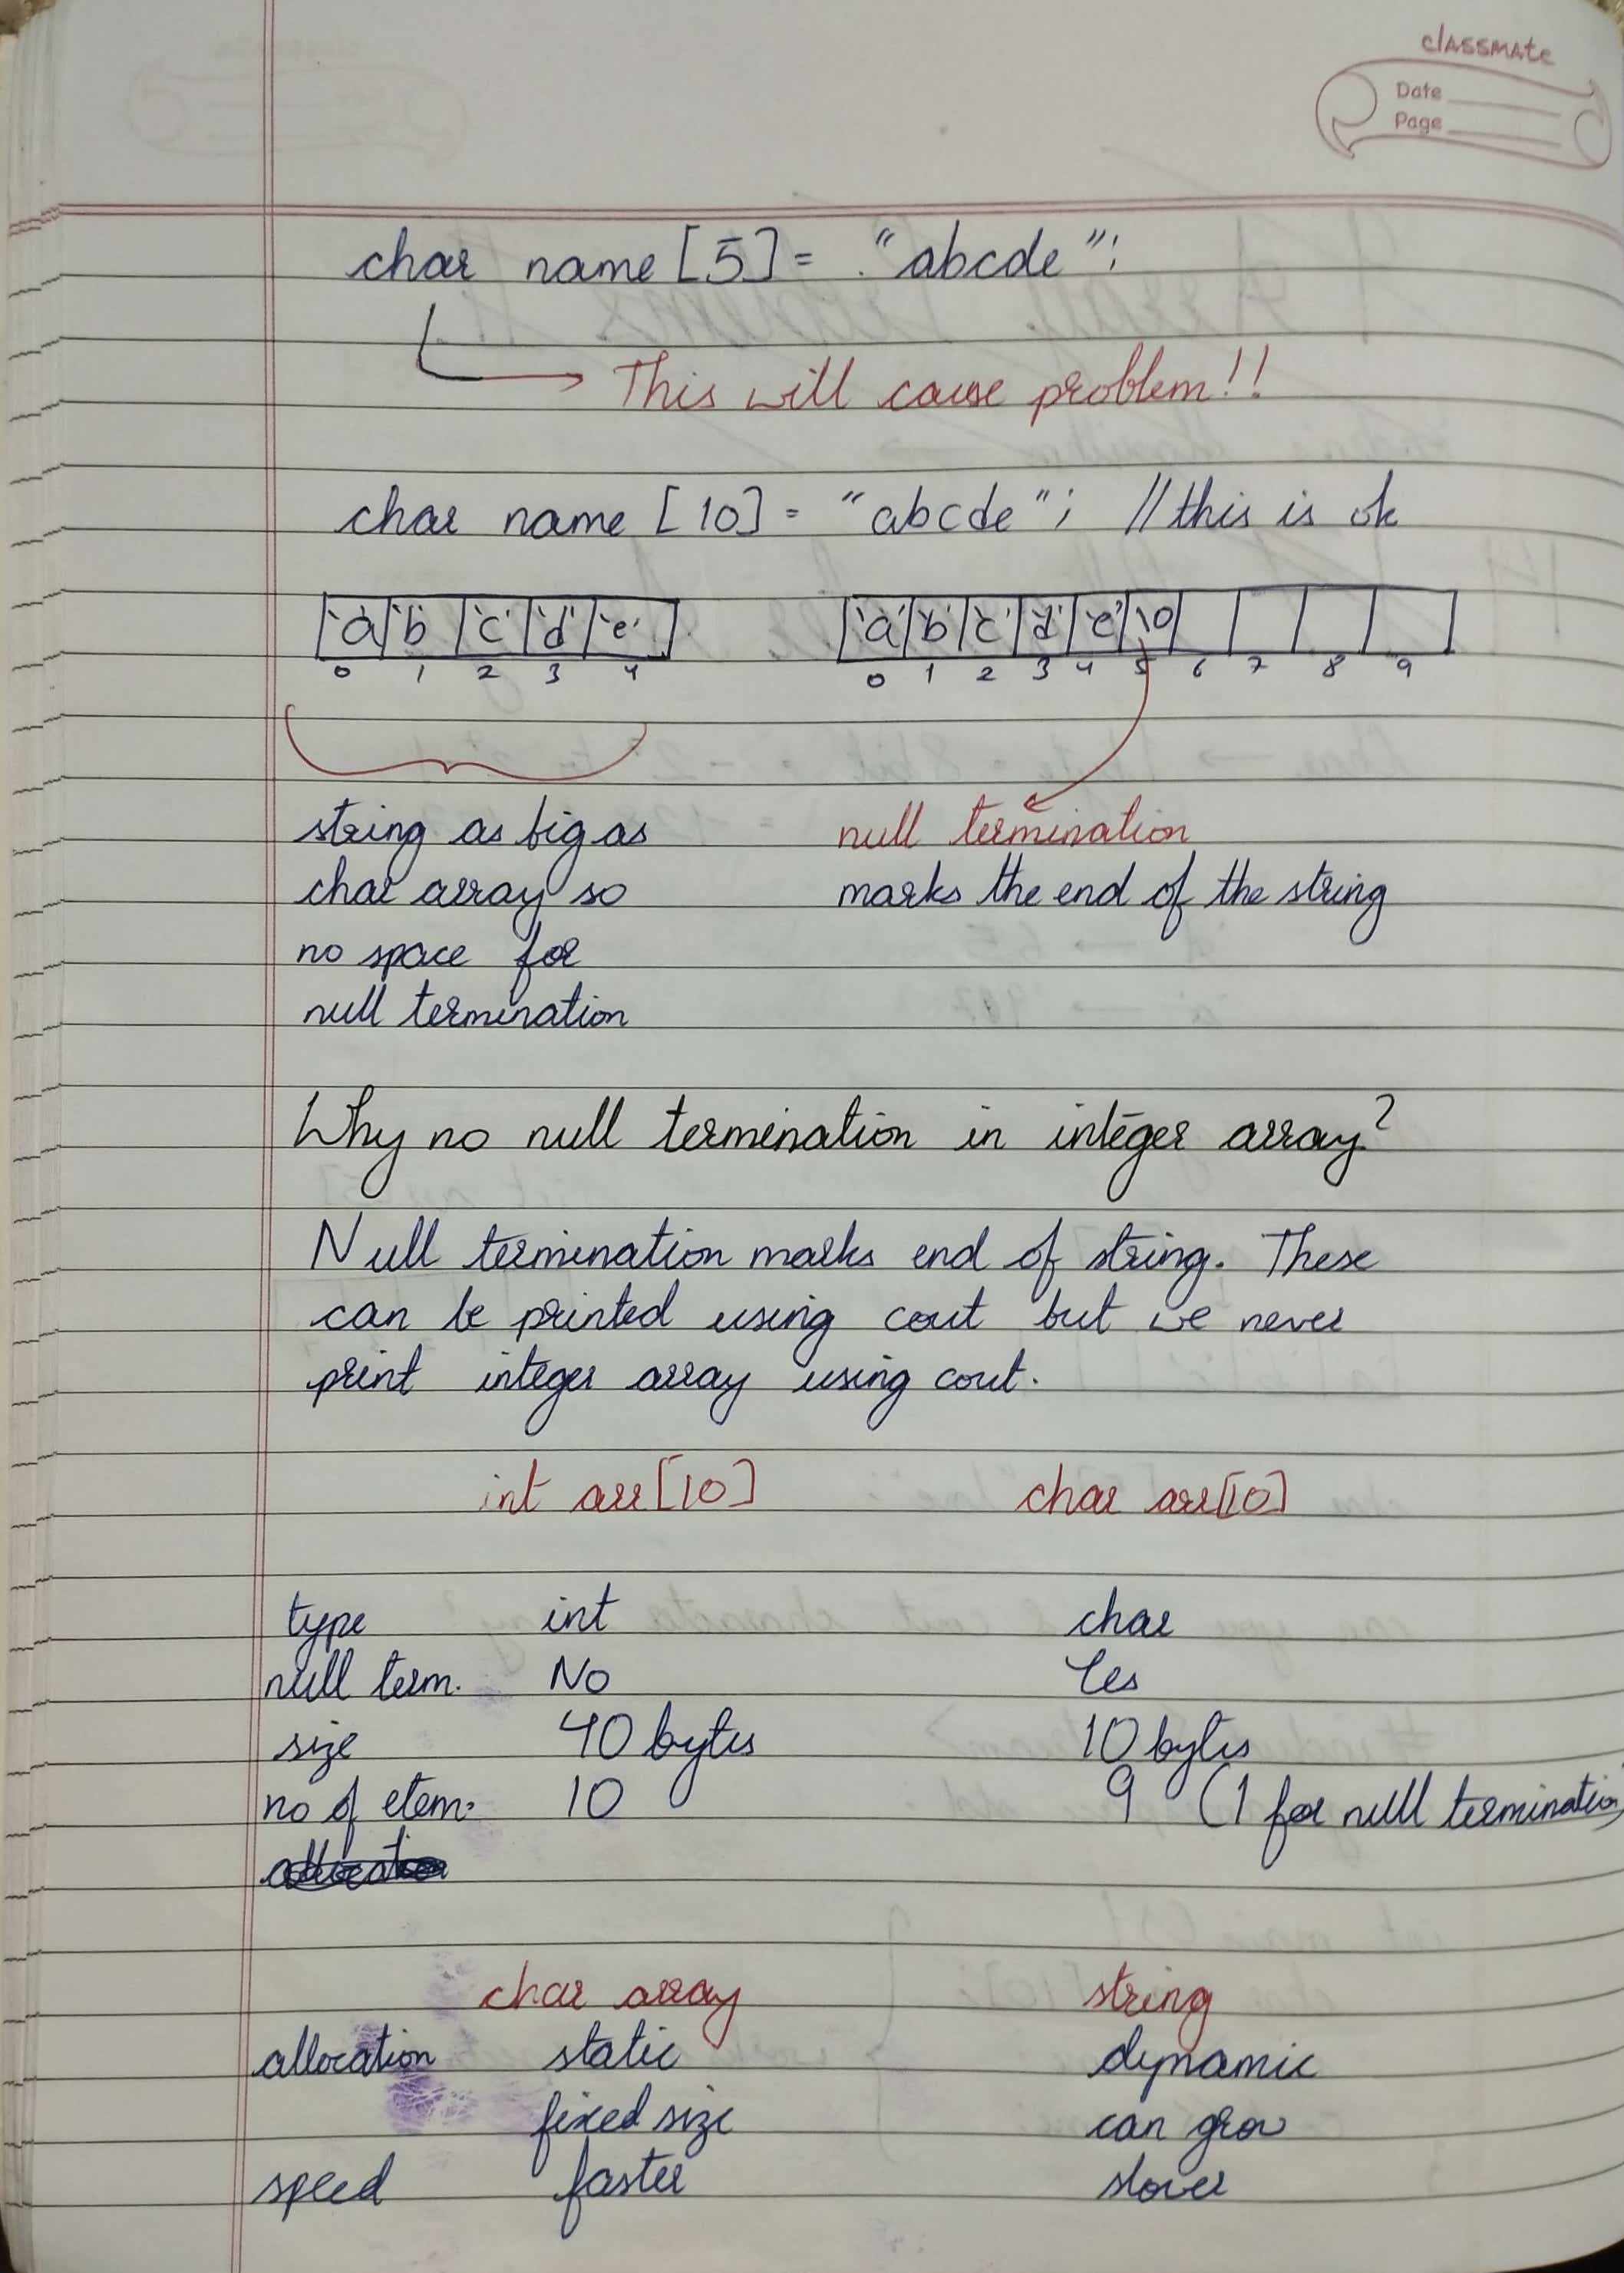 classmate
Date
Page
char name [5] = "abcde";
This will cause problem!!
char name [10] = "abcde"; // this is ok
'a' 'b' 'c' 'd' 'e' 'a' 'b' 'c' 'd' 'e' \0
0 1 2 3 4 0 1 2 3 4 5 6 7 8 9
string as big as null termination
char array so marks the end of the string
no space for
null termination
Why no null termination in integer array?
Null termination marks end of string. These
can be printed using cout but we never
print integer array using cout.
int arr[10] char arr[10]
type int char
null term. No Yes
size 40 bytes 10 bytes
no of elem. 10 9 (1 for null termination)
char array string
allocation static dynamic
fixed size can grow
speed faster slower